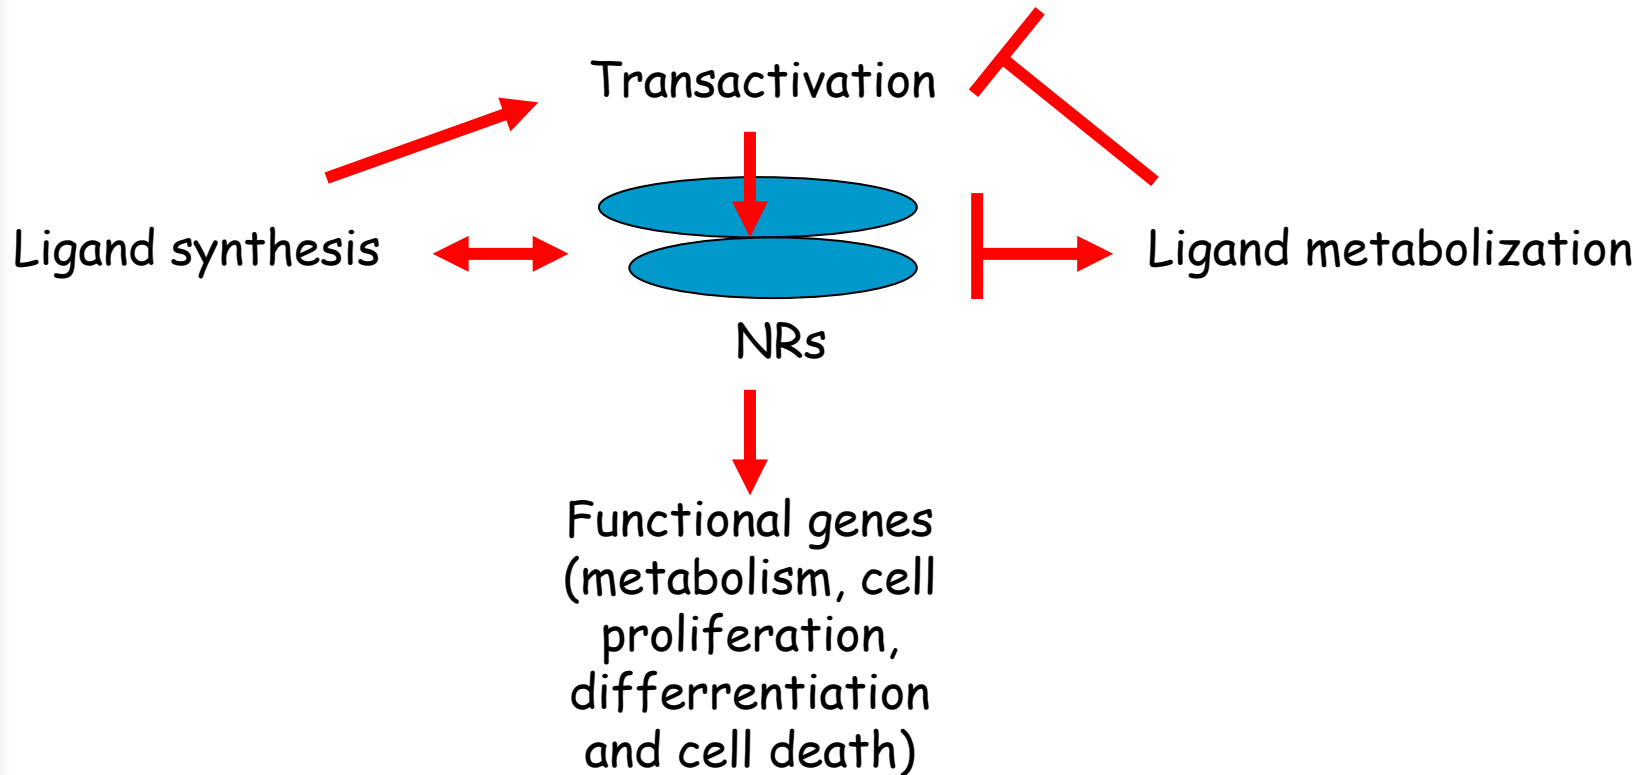 Transactivation
Ligand synthesis
Ligand metabolization
NRs
Functional genes
(metabolism, cell
proliferation,
differrentiation
and cell death)